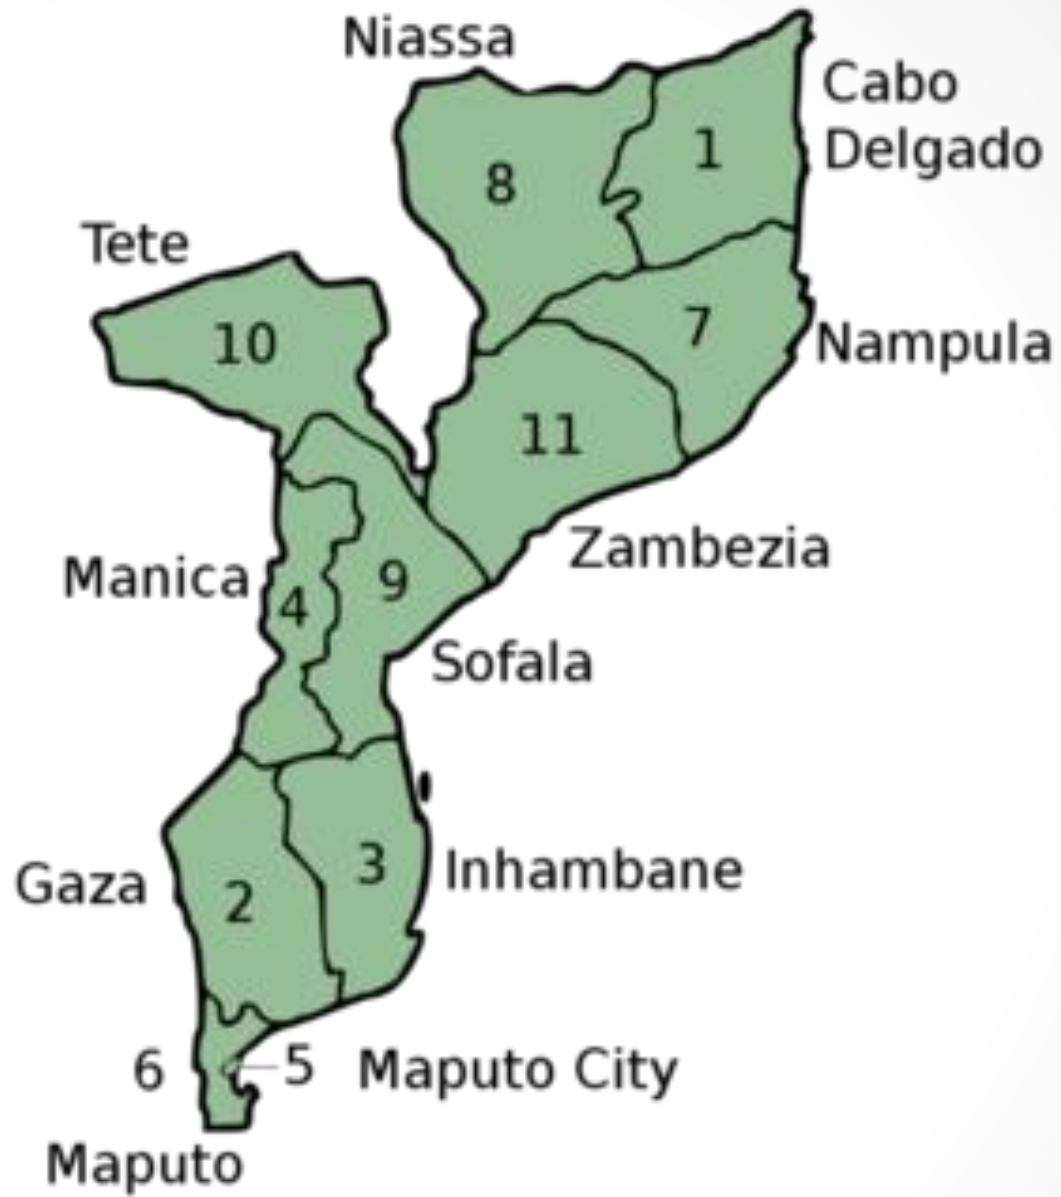 Niassa
Cabo
Delgado
8
1
Tete
10
7
Nampula
11
Zambezia
Manica
4
9
Sofala
Gaza
2
3
Inhambane
6
5
Maputo City
Maputo